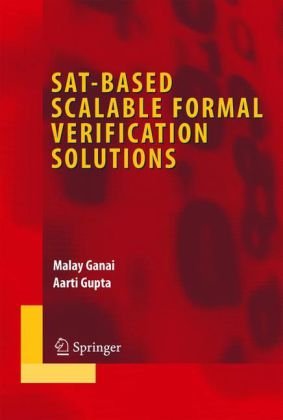 SAT-BASED
SCALABLE FORMAL
VERIFICATION
SOLUTIONS
Malay Ganai
Aarti Gupta
Springer